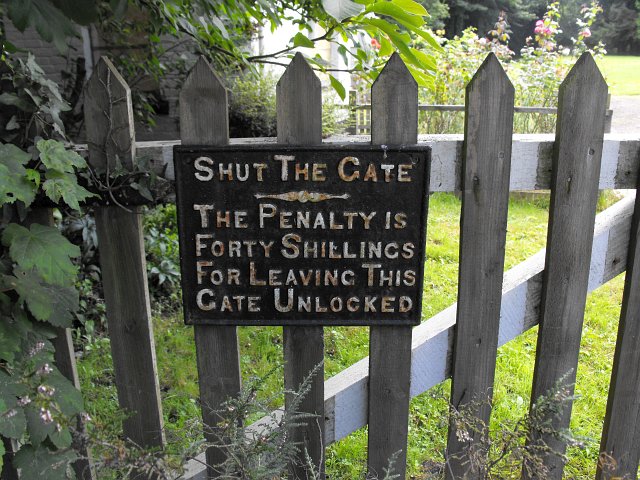 Shut The Gate
The Penalty is
Forty Shillings
For Leaving This
Gate Unlocked